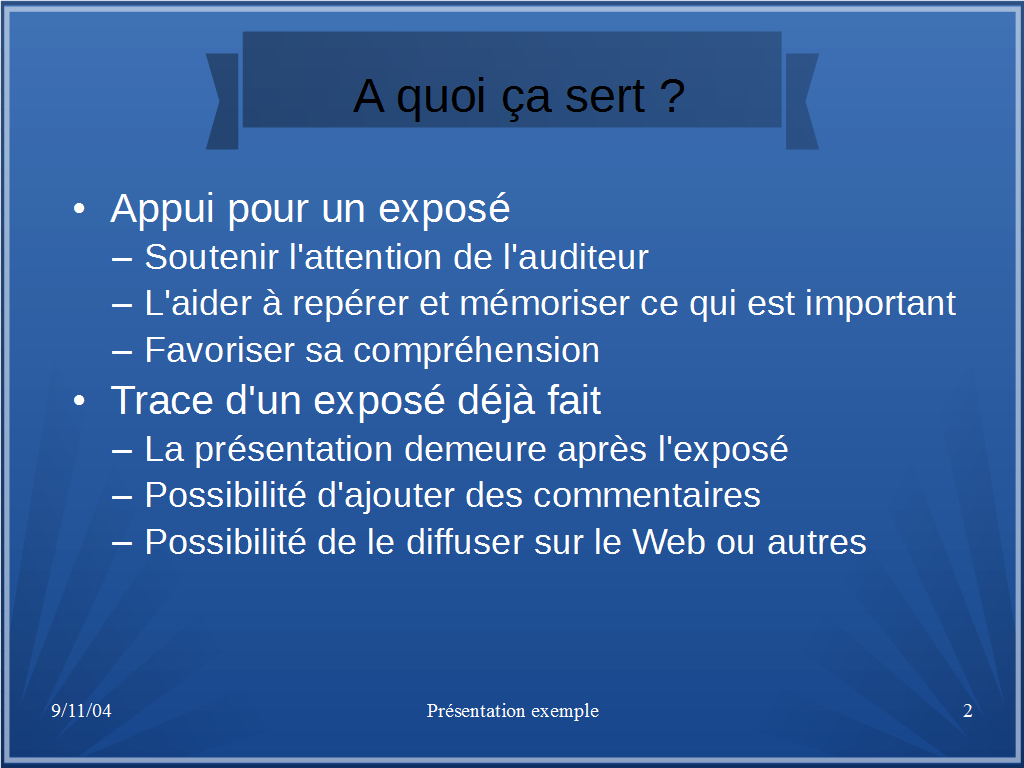 A quoi ça sert ?
• Appui pour un exposé
– Soutenir l'attention de l'auditeur
– L'aider à repérer et mémoriser ce qui est important
– Favoriser sa compréhension
• Trace d'un exposé déjà fait
– La présentation demeure après l'exposé
– Possibilité d'ajouter des commentaires
– Possibilité de le diffuser sur le Web ou autres
9/11/04
Présentation exemple
2